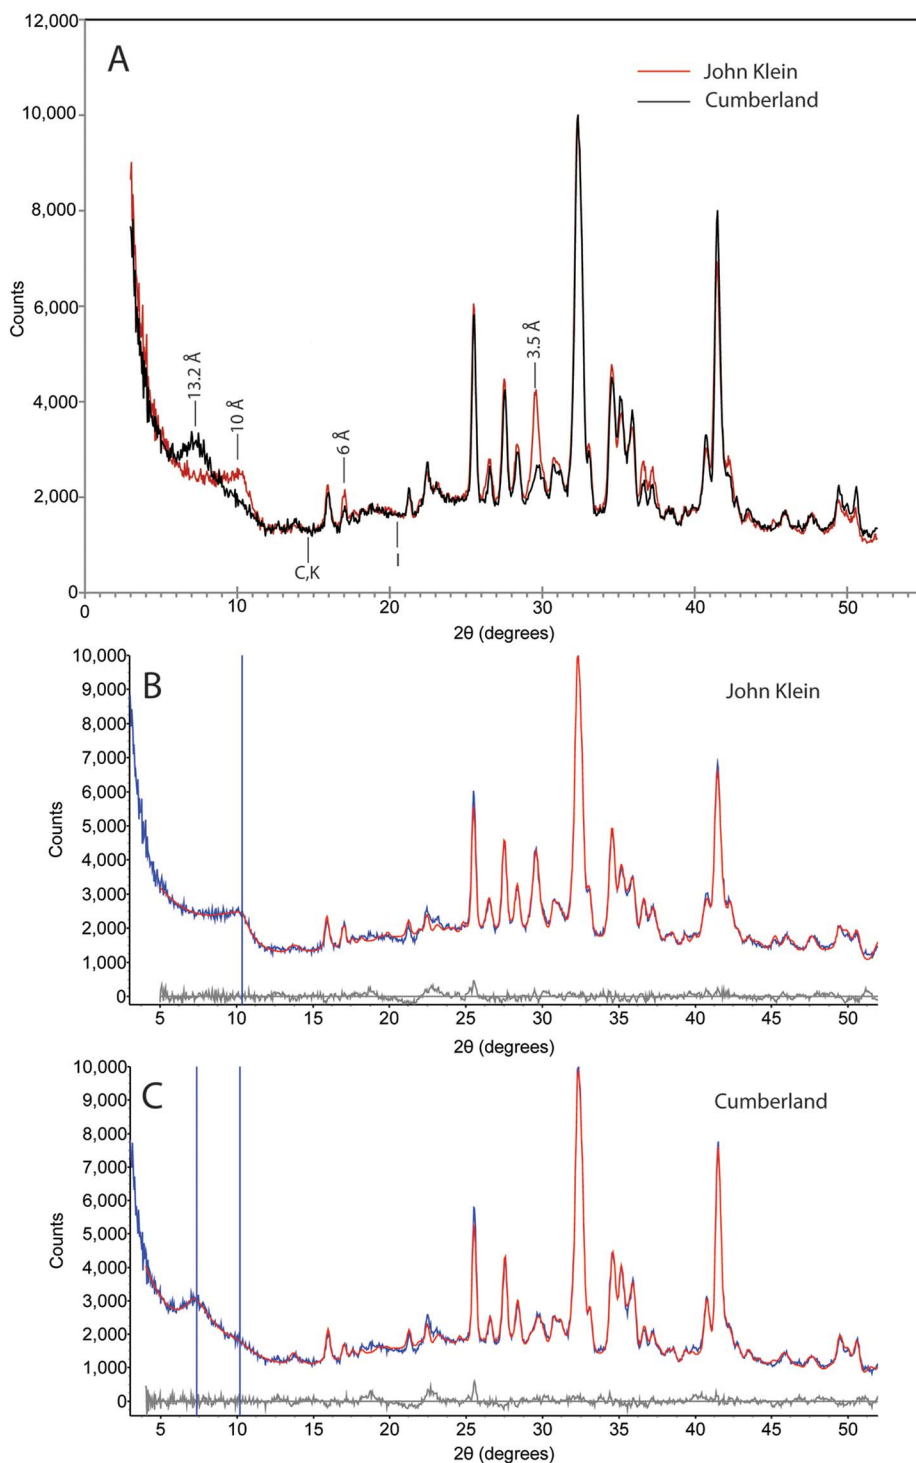 12,000
A
John Klein
Cumberland
10,000
8,000
6,000
4,000
2,000
0
Counts
13.2 Å
10 Å
6 Å
3.5 Å
C,K
I
0
10
20
30
40
50
2θ (degrees)
B
John Klein
10,000
9,000
8,000
7,000
6,000
5,000
4,000
3,000
2,000
1,000
0
Counts
5
10
15
20
25
30
35
40
45
50
2θ (degrees)
C
Cumberland
10,000
9,000
8,000
7,000
6,000
5,000
4,000
3,000
2,000
1,000
0
Counts
5
10
15
20
25
30
35
40
45
50
2θ (degrees)